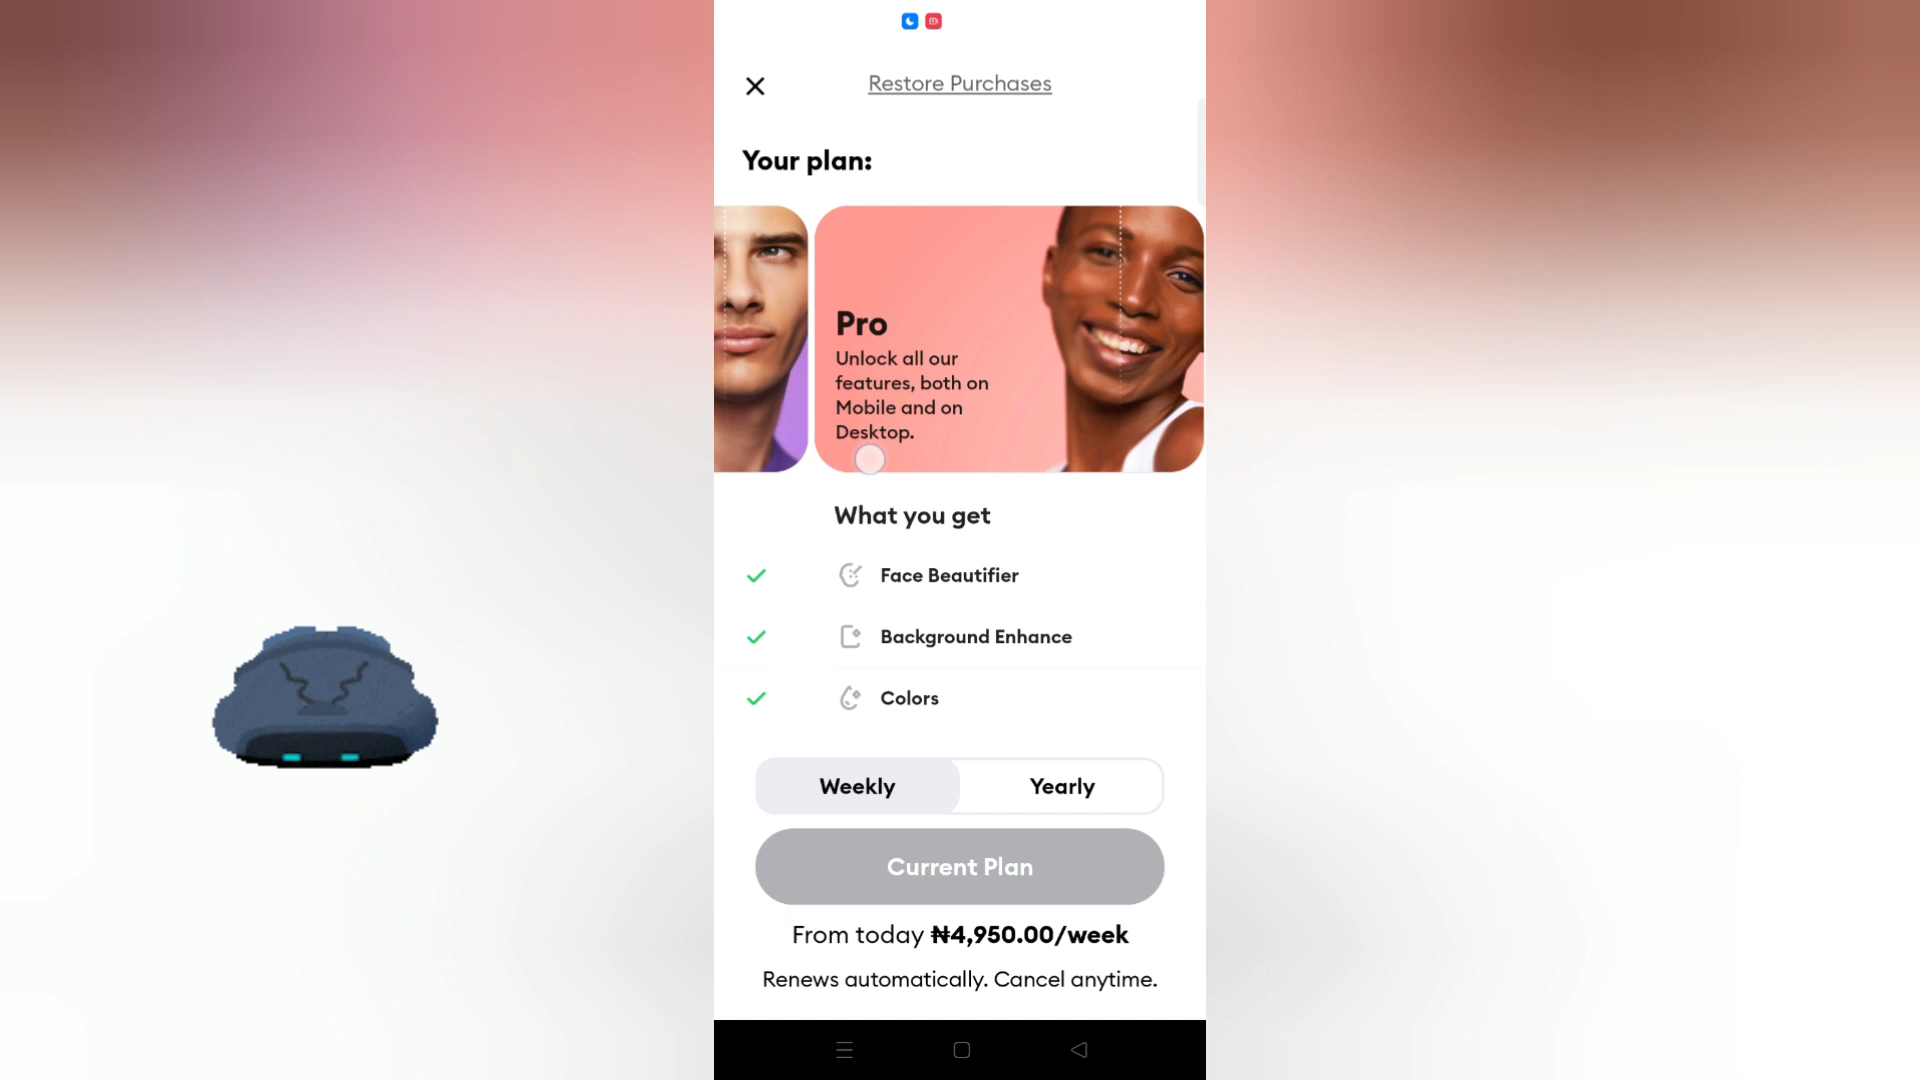 Restore Purchases
Your plan:
Pro
Unlock all our
features, both on
Mobile and on
Desktop.
What you get
Face Beautifier
Background Enhance
Colors
Weekly
Yearly
Current Plan
From today ₦4,950.00/week
Renews automatically. Cancel anytime.